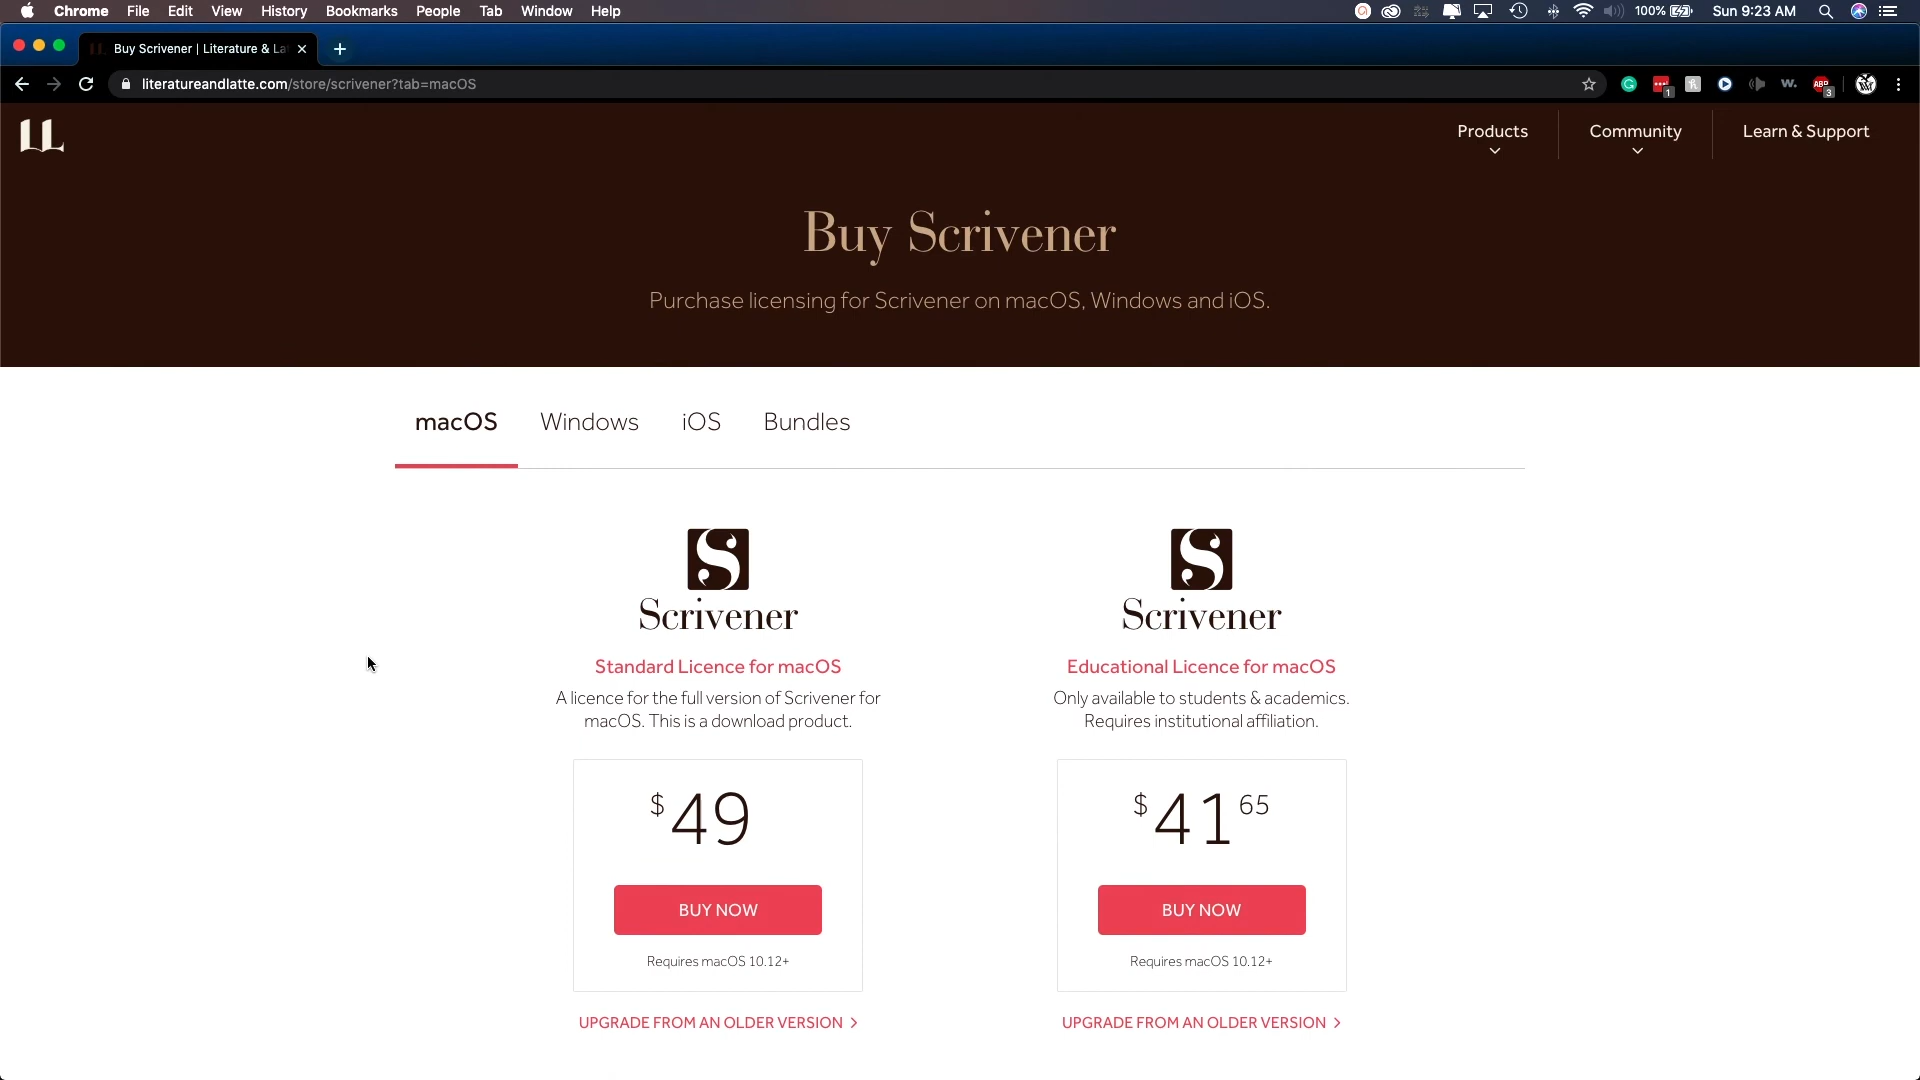 Chrome File Edit View History Bookmarks People Tab Window Help
100% Sun 9:23 AM
Buy Scrivener | Literature & La
literatureandlatte.com/store/scrivener?tab=macOS
1
W.
ABP
3
LL
Products
Community
Learn & Support
Buy Scrivener
Purchase licensing for Scrivener on macOS, Windows and iOS.
macOS Windows iOS Bundles
S
Scrivener
Standard Licence for macOS
A licence for the full version of Scrivener for
macOS. This is a download product.
$49
BUY NOW
Requires macOS 10.12+
UPGRADE FROM AN OLDER VERSION >
S
Scrivener
Educational Licence for macOS
Only available to students & academics.
Requires institutional affiliation.
$41 65
BUY NOW
Requires macOS 10.12+
UPGRADE FROM AN OLDER VERSION >